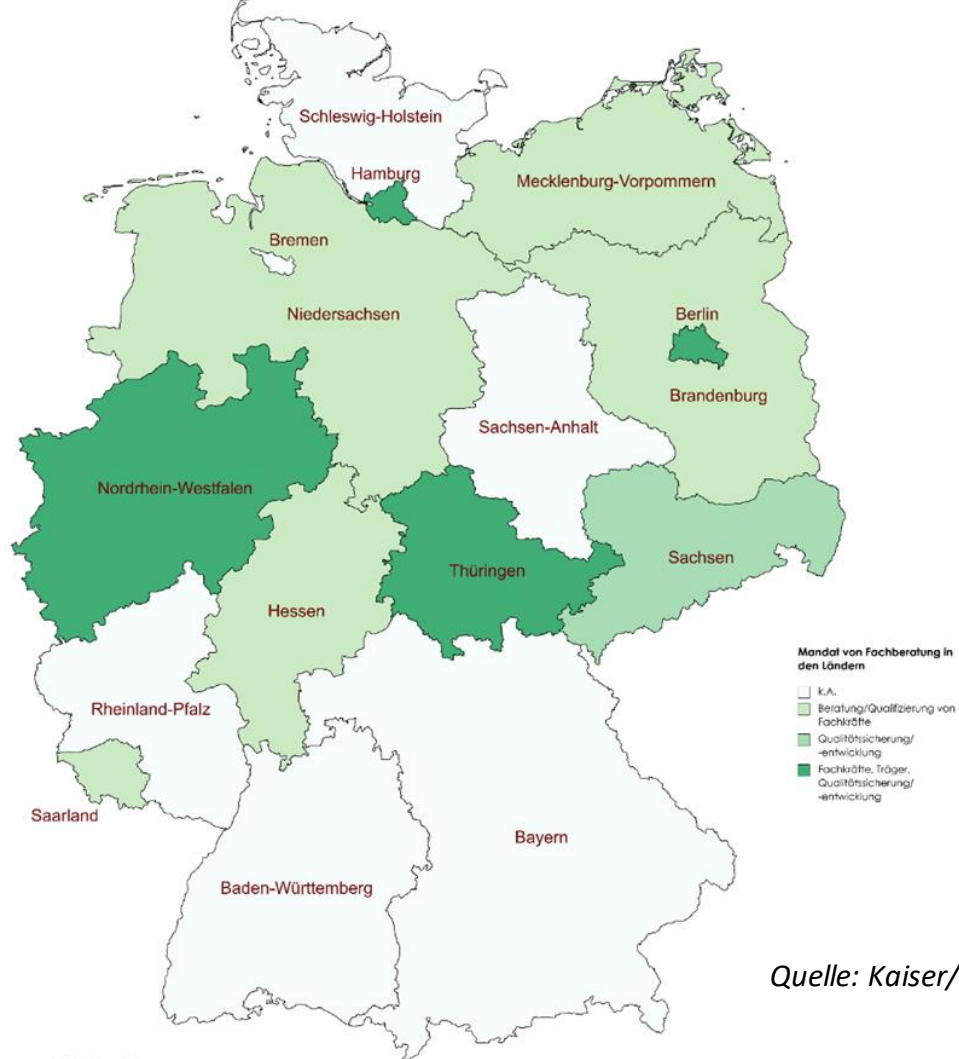 Schleswig-Holstein
Hamburg
Mecklenburg-Vorpommern
Bremen
Niedersachsen
Berlin
Brandenburg
Sachsen-Anhalt
Nordrhein-Westfalen
Sachsen
Thüringen
Hessen
Rheinland-Pfalz
Saarland
Bayern
Baden-Württemberg
Mandat von Fachberatung in
den Ländern
k.A.
Beratung/Qualifizierung von
Fachkräfte
Qualitätssicherung/
-entwicklung
Fachkräfte, Träger,
Qualitätssicherung/
-entwicklung
Quelle: Kaiser/